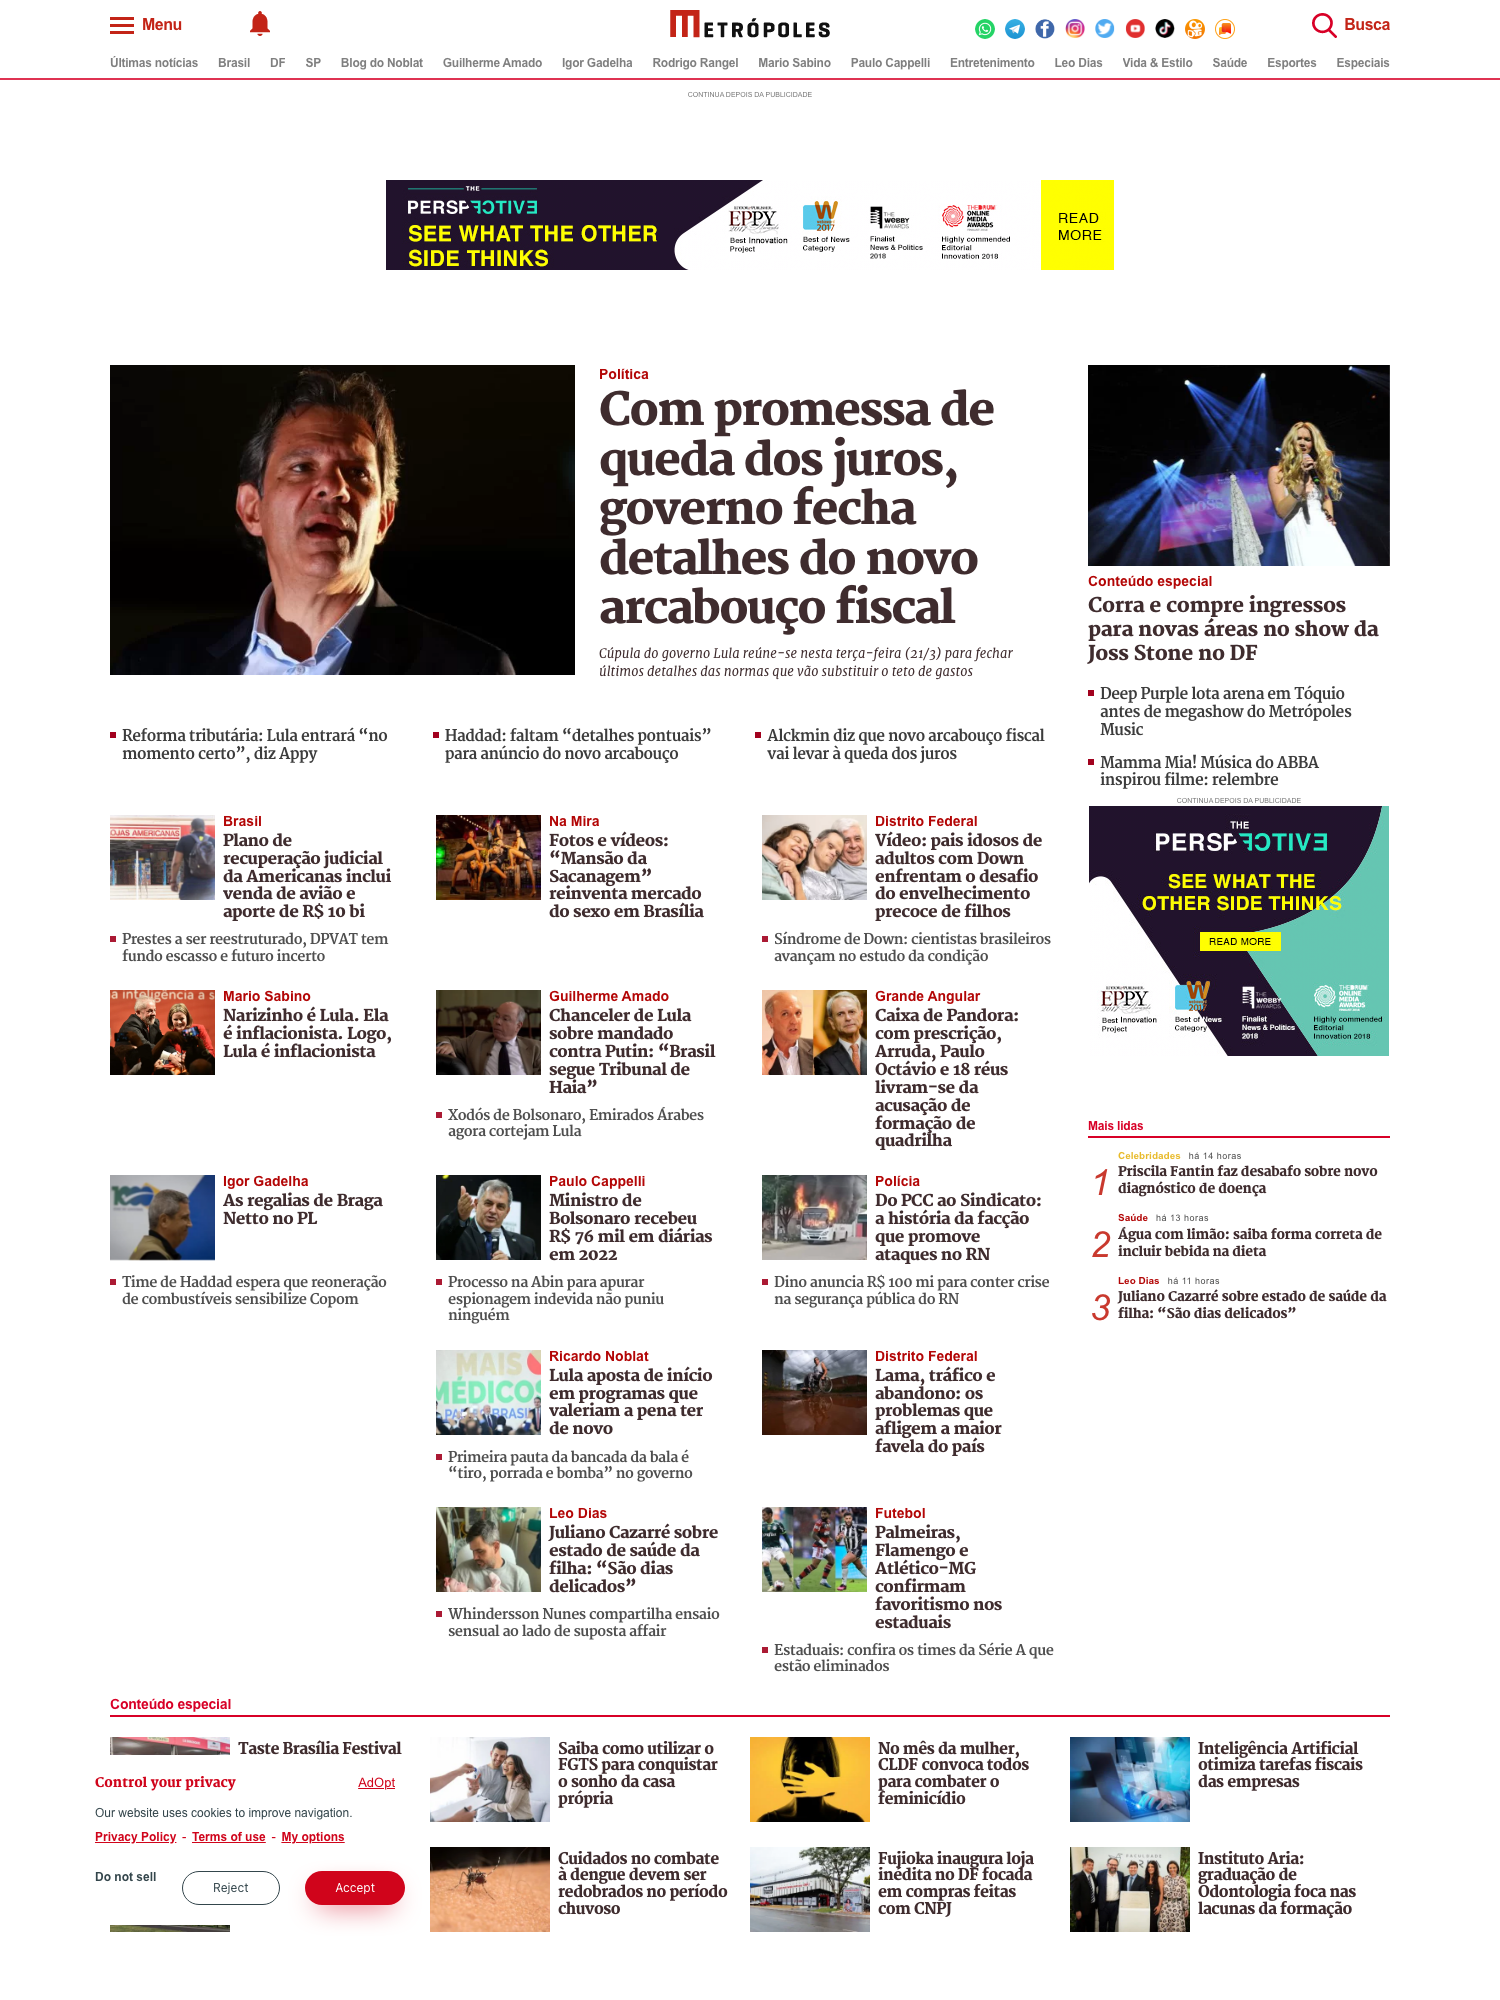 Menu
METRÓPOLES
Busca
Últimas notícias Brasil DF SP Blog do Noblat Guilherme Amado Igor Gadelha Rodrigo Rangel Mario Sabino Paulo Cappelli Entretenimento Leo Dias Vida & Estilo Saúde Esportes Especiais
CONTINUA DEPOIS DA PUBLICIDADE
THE
PERSPECTIVE
SEE WHAT THE OTHER
SIDE THINKS
EPPY
2017
Best Innovation
Project
W
2017
Best of News
Category
THE
WEBBY
AWARDS
Finalist
News & Politics
2018
THEDRUM
ONLINE
MEDIA
AWARDS
Highly commended
Editorial
Innovation 2018
READ
MORE
Política
Com promessa de
queda dos juros,
governo fecha
detalhes do novo
arcabouço fiscal
Cúpula do governo Lula reúne-se nesta terça-feira (21/3) para fechar
últimos detalhes das normas que vão substituir o teto de gastos
Reforma tributária: Lula entrará “no
momento certo”, diz Appy
Haddad: faltam “detalhes pontuais”
para anúncio do novo arcabouço
Alckmin diz que novo arcabouço fiscal
vai levar à queda dos juros
JOSS STONE
Conteúdo especial
Corra e compre ingressos
para novas áreas no show da
Joss Stone no DF
Deep Purple lota arena em Tóquio
antes de megashow do Metrópoles
Music
Mamma Mia! Música do ABBA
inspirou filme: relembre
CONTINUA DEPOIS DA PUBLICIDADE
THE
PERSPECTIVE
SEE WHAT THE
OTHER SIDE THINKS
READ MORE
EPPY
2017
Best Innovation
Project
W
2017
Best of News
Category
THE
WEBBY
AWARDS
Finalist
News & Politics
2018
THEDRUM
ONLINE
MEDIA
AWARDS
Highly commended
Editorial
Innovation 2018
OJAS AMERICANAS
Brasil
Plano de
recuperação judicial
da Americanas inclui
venda de avião e
aporte de R$ 10 bi
Prestes a ser reestruturado, DPVAT tem
fundo escasso e futuro incerto
Na Mira
Fotos e vídeos:
“Mansão da
Sacanagem”
reinventa mercado
do sexo em Brasília
Distrito Federal
Vídeo: pais idosos de
adultos com Down
enfrentam o desafio
do envelhecimento
precoce de filhos
Síndrome de Down: cientistas brasileiros
avançam no estudo da condição
a inteligência a s
Mario Sabino
Narizinho é Lula. Ela
é inflacionista. Logo,
Lula é inflacionista
Guilherme Amado
Chanceler de Lula
sobre mandado
contra Putin: “Brasil
segue Tribunal de
Haia”
Xodós de Bolsonaro, Emirados Árabes
agora cortejam Lula
Grande Angular
Caixa de Pandora:
com prescrição,
Arruda, Paulo
Octávio e 18 réus
livram-se da
acusação de
formação de
quadrilha
Igor Gadelha
As regalias de Braga
Netto no PL
Time de Haddad espera que reoneração
de combustíveis sensibilize Copom
Paulo Cappelli
Ministro de
Bolsonaro recebeu
R$ 76 mil em diárias
em 2022
Processo na Abin para apurar
espionagem indevida não puniu
ninguém
Polícia
Do PCC ao Sindicato:
a história da facção
que promove
ataques no RN
Dino anuncia R$ 100 mi para conter crise
na segurança pública do RN
Mais lidas
Celebridades há 14 horas
1 Priscila Fantin faz desabafo sobre novo
diagnóstico de doença
Saúde há 13 horas
2 Água com limão: saiba forma correta de
incluir bebida na dieta
Leo Dias há 11 horas
3 Juliano Cazarré sobre estado de saúde da
filha: “São dias delicados”
MAIS
MÉDICOS
BRASIL
Ricardo Noblat
Lula aposta de início
em programas que
valeriam a pena ter
de novo
Primeira pauta da bancada da bala é
“tiro, porrada e bomba” no governo
Distrito Federal
Lama, tráfico e
abandono: os
problemas que
afligem a maior
favela do país
Leo Dias
Juliano Cazarré sobre
estado de saúde da
filha: “São dias
delicados”
Whindersson Nunes compartilha ensaio
sensual ao lado de suposta affair
Futebol
Palmeiras,
Flamengo e
Atlético-MG
confirmam
favoritismo nos
estaduais
Estaduais: confira os times da Série A que
estão eliminados
Conteúdo especial
Taste Brasília Festival
Saiba como utilizar o
FGTS para conquistar
o sonho da casa
própria
No mês da mulher,
CLDF convoca todos
para combater o
feminicídio
Inteligência Artificial
otimiza tarefas fiscais
das empresas
Cuidados no combate
à dengue devem ser
redobrados no período
chuvoso
Fujioka inaugura loja
inédita no DF focada
em compras feitas
com CNPJ
Instituto Aria:
graduação de
Odontologia foca nas
lacunas da formação
Control your privacy
AdOpt
Our website uses cookies to improve navigation.
Privacy Policy - Terms of use - My options
Do not sell
Reject
Accept